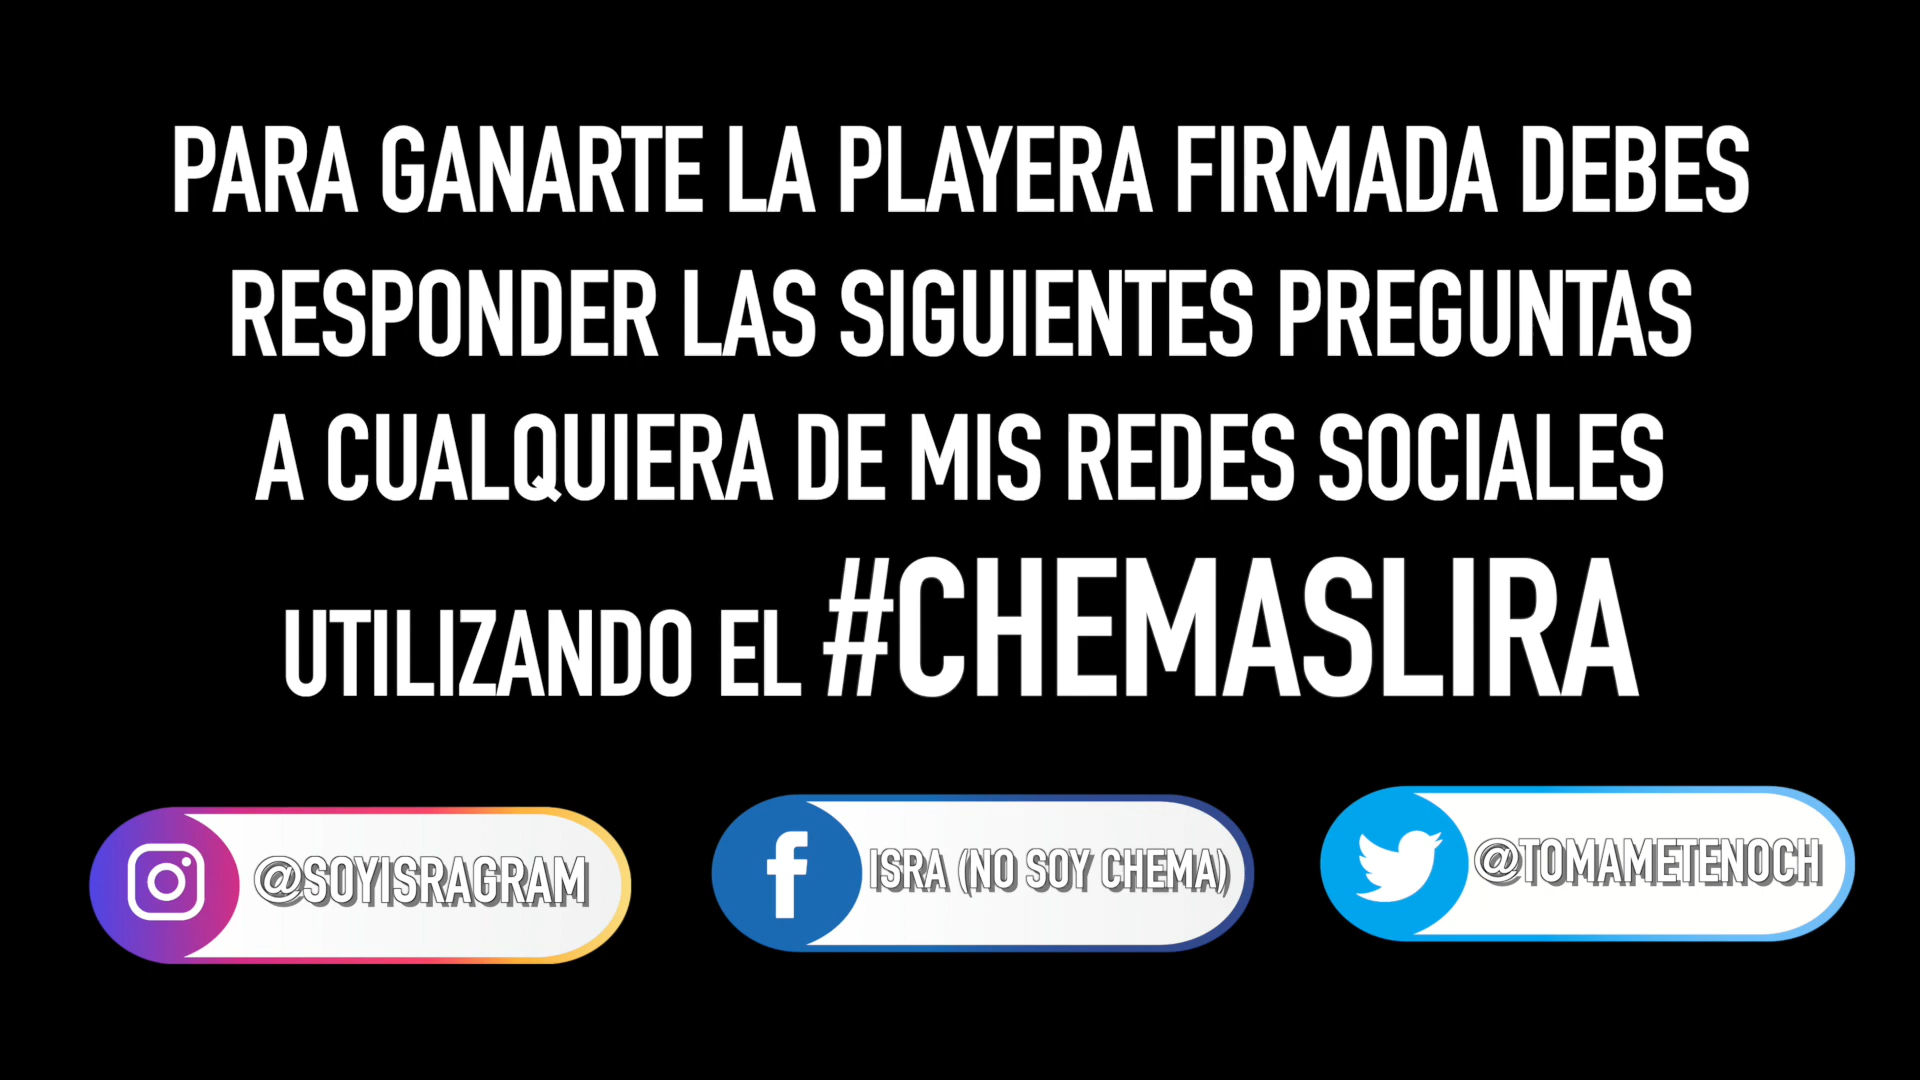 PARA GANARTE LA PLAYERA FIRMADA DEBES
RESPONDER LAS SIGUIENTES PREGUNTAS
A CUALQUIERA DE MIS REDES SOCIALES
UTILIZANDO EL #CHEMASLIRA
@SOYISRAGRAM
ISRA (NO SOY CHEMA)
@TOMAMETENOCH